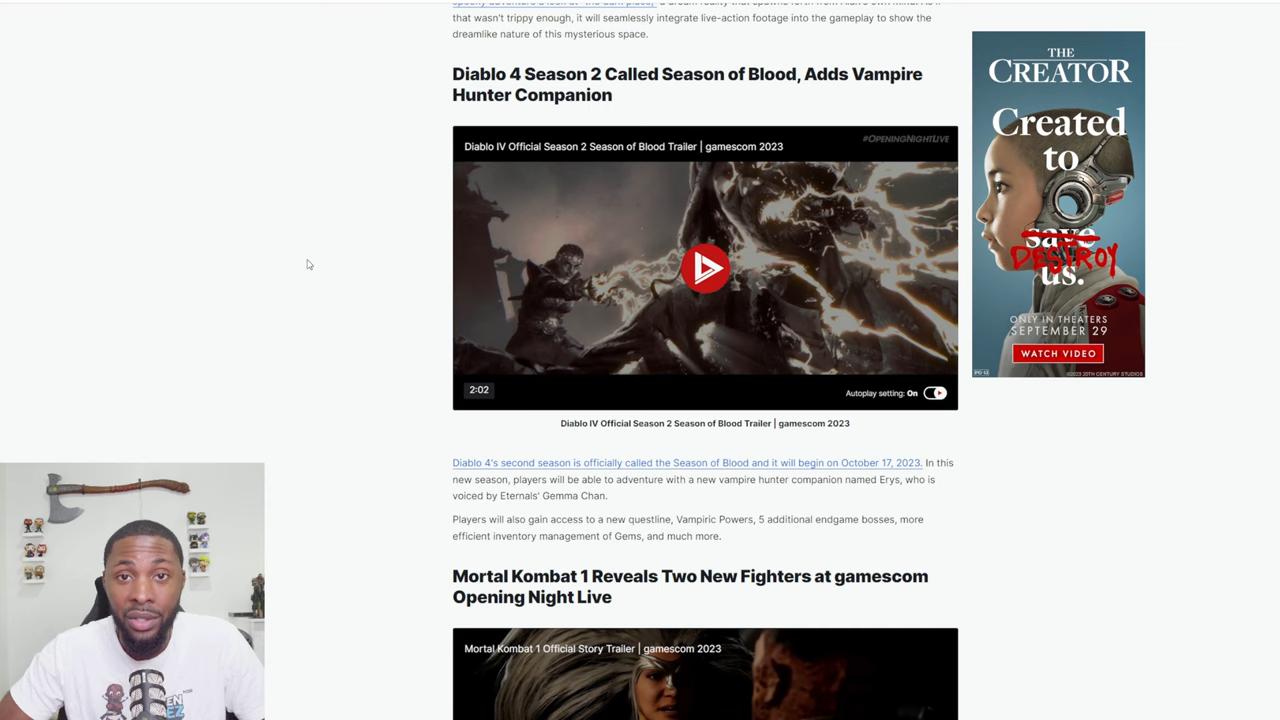 that wasn't trippy enough, it will seamlessly integrate live-action footage into the gameplay to show the
dreamlike nature of this mysterious space.
Diablo 4 Season 2 Called Season of Blood, Adds Vampire
Hunter Companion
Diablo IV Official Season 2 Season of Blood Trailer | gamescom 2023
#OPENINGNIGHTLIVE
2:02
Autoplay setting: On
Diablo IV Official Season 2 Season of Blood Trailer | gamescom 2023
Diablo 4's second season is officially called the Season of Blood and it will begin on October 17, 2023. In this
new season, players will be able to adventure with a new vampire hunter companion named Erys, who is
voiced by Eternals' Gemma Chan.
Players will also gain access to a new questline, Vampiric Powers, 5 additional endgame bosses, more
efficient inventory management of Gems, and much more.
Mortal Kombat 1 Reveals Two New Fighters at gamescom
Opening Night Live
Mortal Kombat 1 Official Story Trailer | gamescom 2023
THE
CREATOR
Created
to
save
DESTROY
us.
ONLY IN THEATERS
SEPTEMBER 29
WATCH VIDEO
PG-13
©2023 20TH CENTURY STUDIOS